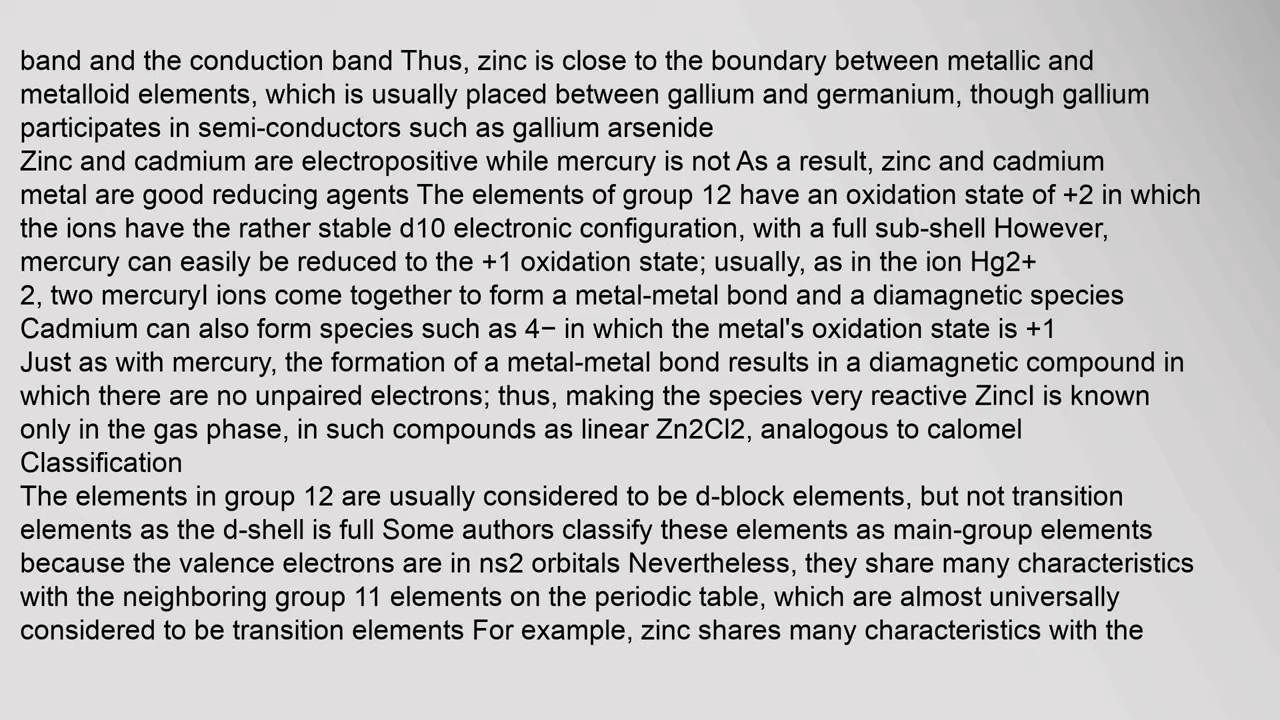 band and the conduction band Thus, zinc is close to the boundary between metallic and
metalloid elements, which is usually placed between gallium and germanium, though gallium
participates in semi-conductors such as gallium arsenide
Zinc and cadmium are electropositive while mercury is not As a result, zinc and cadmium
metal are good reducing agents The elements of group 12 have an oxidation state of +2 in which
the ions have the rather stable d10 electronic configuration, with a full sub-shell However,
mercury can easily be reduced to the +1 oxidation state; usually, as in the ion Hg2+
2, two mercuryI ions come together to form a metal-metal bond and a diamagnetic species
Cadmium can also form species such as 4− in which the metal's oxidation state is +1
Just as with mercury, the formation of a metal-metal bond results in a diamagnetic compound in
which there are no unpaired electrons; thus, making the species very reactive ZincI is known
only in the gas phase, in such compounds as linear Zn2Cl2, analogous to calomel
Classification
The elements in group 12 are usually considered to be d-block elements, but not transition
elements as the d-shell is full Some authors classify these elements as main-group elements
because the valence electrons are in ns2 orbitals Nevertheless, they share many characteristics
with the neighboring group 11 elements on the periodic table, which are almost universally
considered to be transition elements For example, zinc shares many characteristics with the